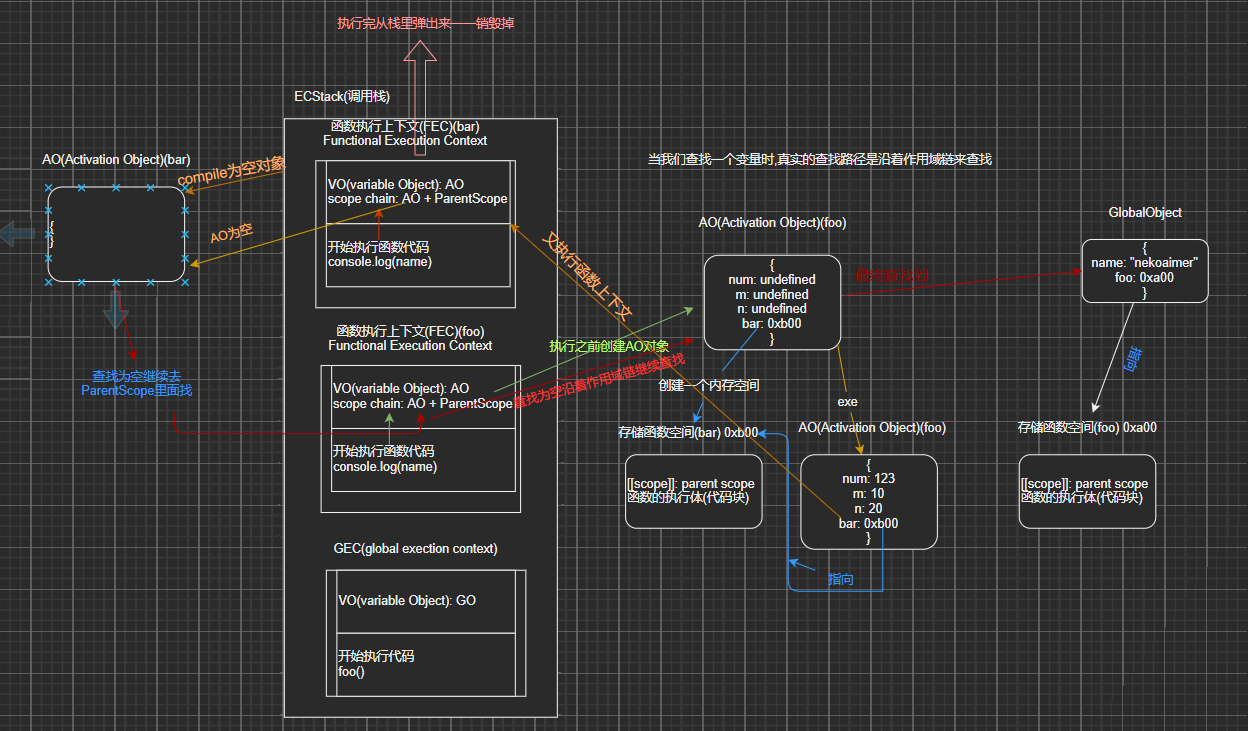 执行完从栈里弹出来——销毁掉
ECStack(调用栈)
函数执行上下文(FEC)(bar)
Functional Execution Context
VO(variable Object): AO
scope chain: AO + ParentScope
开始执行函数代码
console.log(name)
AO(Activation Object)(bar)
compile为空对象
{
}
AO为空
查找为空继续去
ParentScope里面找
函数执行上下文(FEC)(foo)
Functional Execution Context
VO(variable Object): AO
scope chain: AO + ParentScope
开始执行函数代码
console.log(name)
GEC(global exection context)
VO(variable Object): GO
开始执行代码
foo()
当我们查找一个变量时,真实的查找路径是沿着作用域链来查找
又执行函数上下文
执行之前创建AO对象
查找为空沿着作用域链继续查找
AO(Activation Object)(foo)
{
num: undefined
m: undefined
n: undefined
bar: 0xb00
}
创建一个内存空间
存储函数空间(bar) 0xb00
[[scope]]: parent scope
函数的执行体(代码块)
exe
AO(Activation Object)(foo)
{
num: 123
m: 10
n: 20
bar: 0xb00
}
指向
GlobalObject
{
name: "nekoaimer"
foo: 0xa00
}
指向
存储函数空间(foo) 0xa00
[[scope]]: parent scope
函数的执行体(代码块)